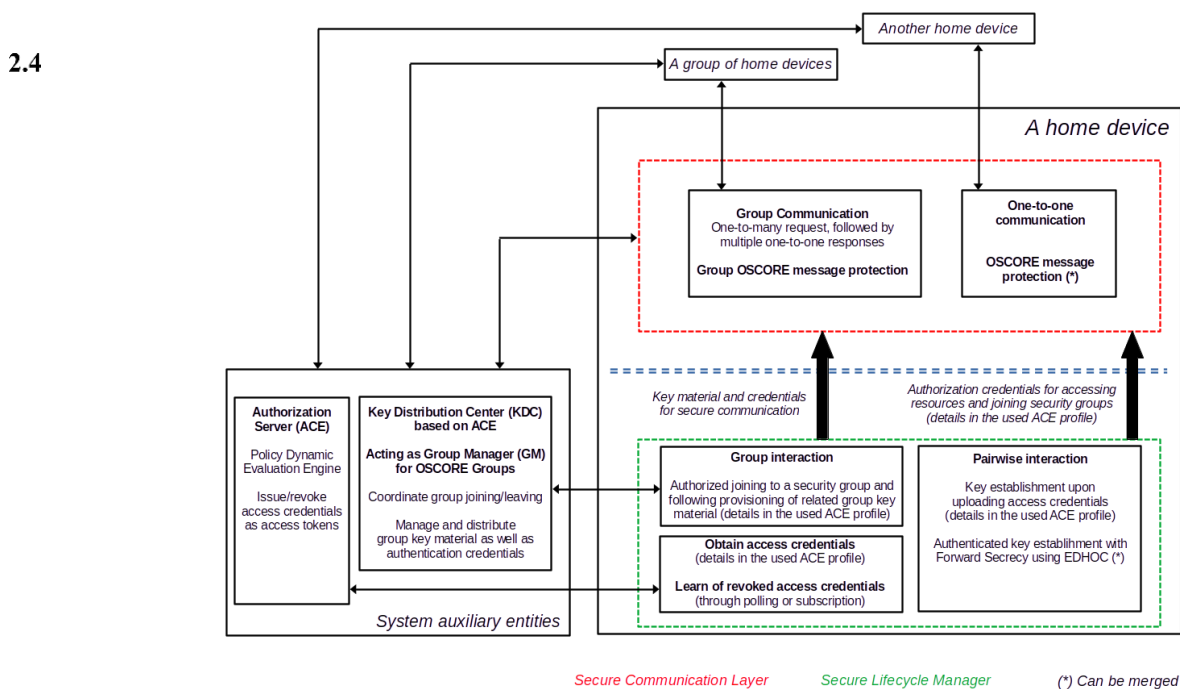 2.4
Another home device
A group of home devices
A home device
Group Communication
One-to-many request, followed by
multiple one-to-one responses
Group OSCORE message protection
One-to-one
communication
OSCORE message
protection (*)
Key material and credentials
for secure communication
Authorization credentials for accessing
resources and joining security groups
(details in the used ACE profile)
Authorization
Server (ACE)
Policy Dynamic
Evaluation Engine
Issue/revoke
access credentials
as access tokens
Key Distribution Center (KDC)
based on ACE
Acting as Group Manager (GM)
for OSCORE Groups
Coordinate group joining/leaving
Manage and distribute
group key material as well as
authentication credentials
System auxiliary entities
Group interaction
Authorized joining to a security group and
following provisioning of related group key
material (details in the used ACE profile)
Obtain access credentials
(details in the used ACE profile)
Learn of revoked access credentials
(through polling or subscription)
Pairwise interaction
Key establishment upon
uploading access credentials
(details in the used ACE profile)
Authenticated key establihment with
Forward Secrecy using EDHOC (*)
Secure Communication Layer
Secure Lifecycle Manager
(*) Can be merged